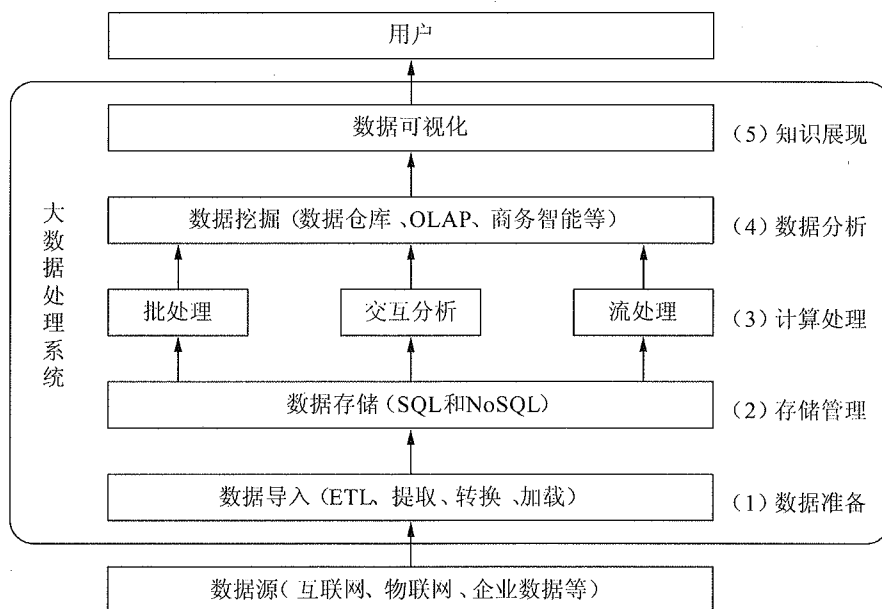 用户
数据可视化
(5) 知识展现
大数据处理系统
数据挖掘(数据仓库、OLAP、商务智能等)
(4) 数据分析
批处理
交互分析
流处理
(3) 计算处理
数据存储(SQL和NoSQL)
(2) 存储管理
数据导入(ETL、提取、转换、加载)
(1) 数据准备
数据源(互联网、物联网、企业数据等)